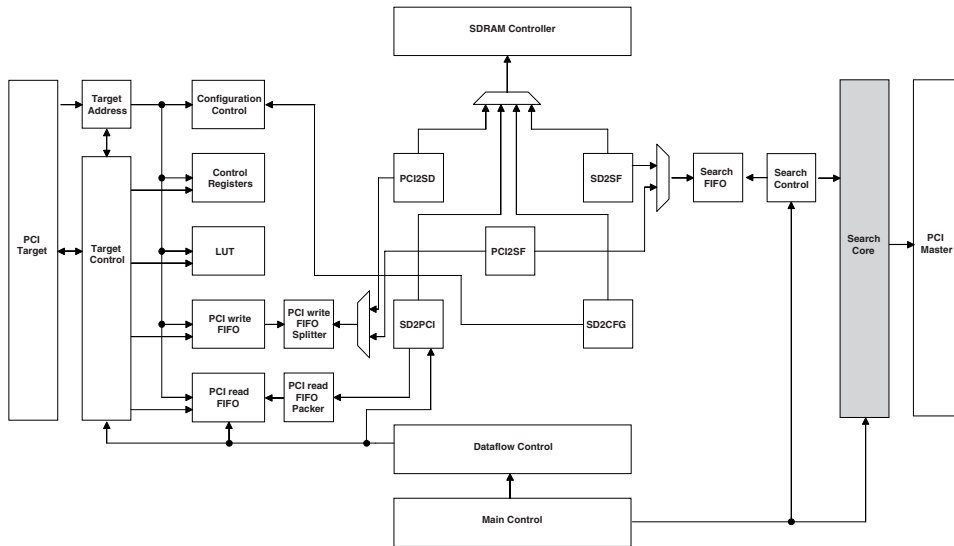 SDRAM Controller
Target
Address
Configuration
Control
PCI2SD
SD2SF
Search
FIFO
Search
Control
Control
Registers
PCI
Target
Target
Control
LUT
PCI2SF
Search
Core
PCI
Master
PCI write
FIFO
PCI write
FIFO
Splitter
SD2PCI
SD2CFG
PCI read
FIFO
PCI read
FIFO
Packer
Dataflow Control
Main Control